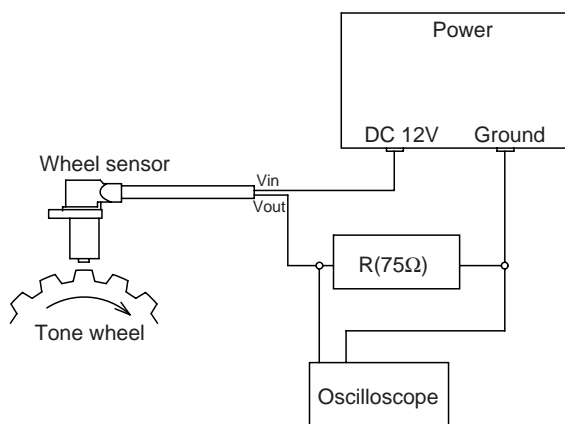 Power
DC 12V Ground
Wheel sensor
Vin
Vout
R(75Ω)
Tone wheel
Oscilloscope